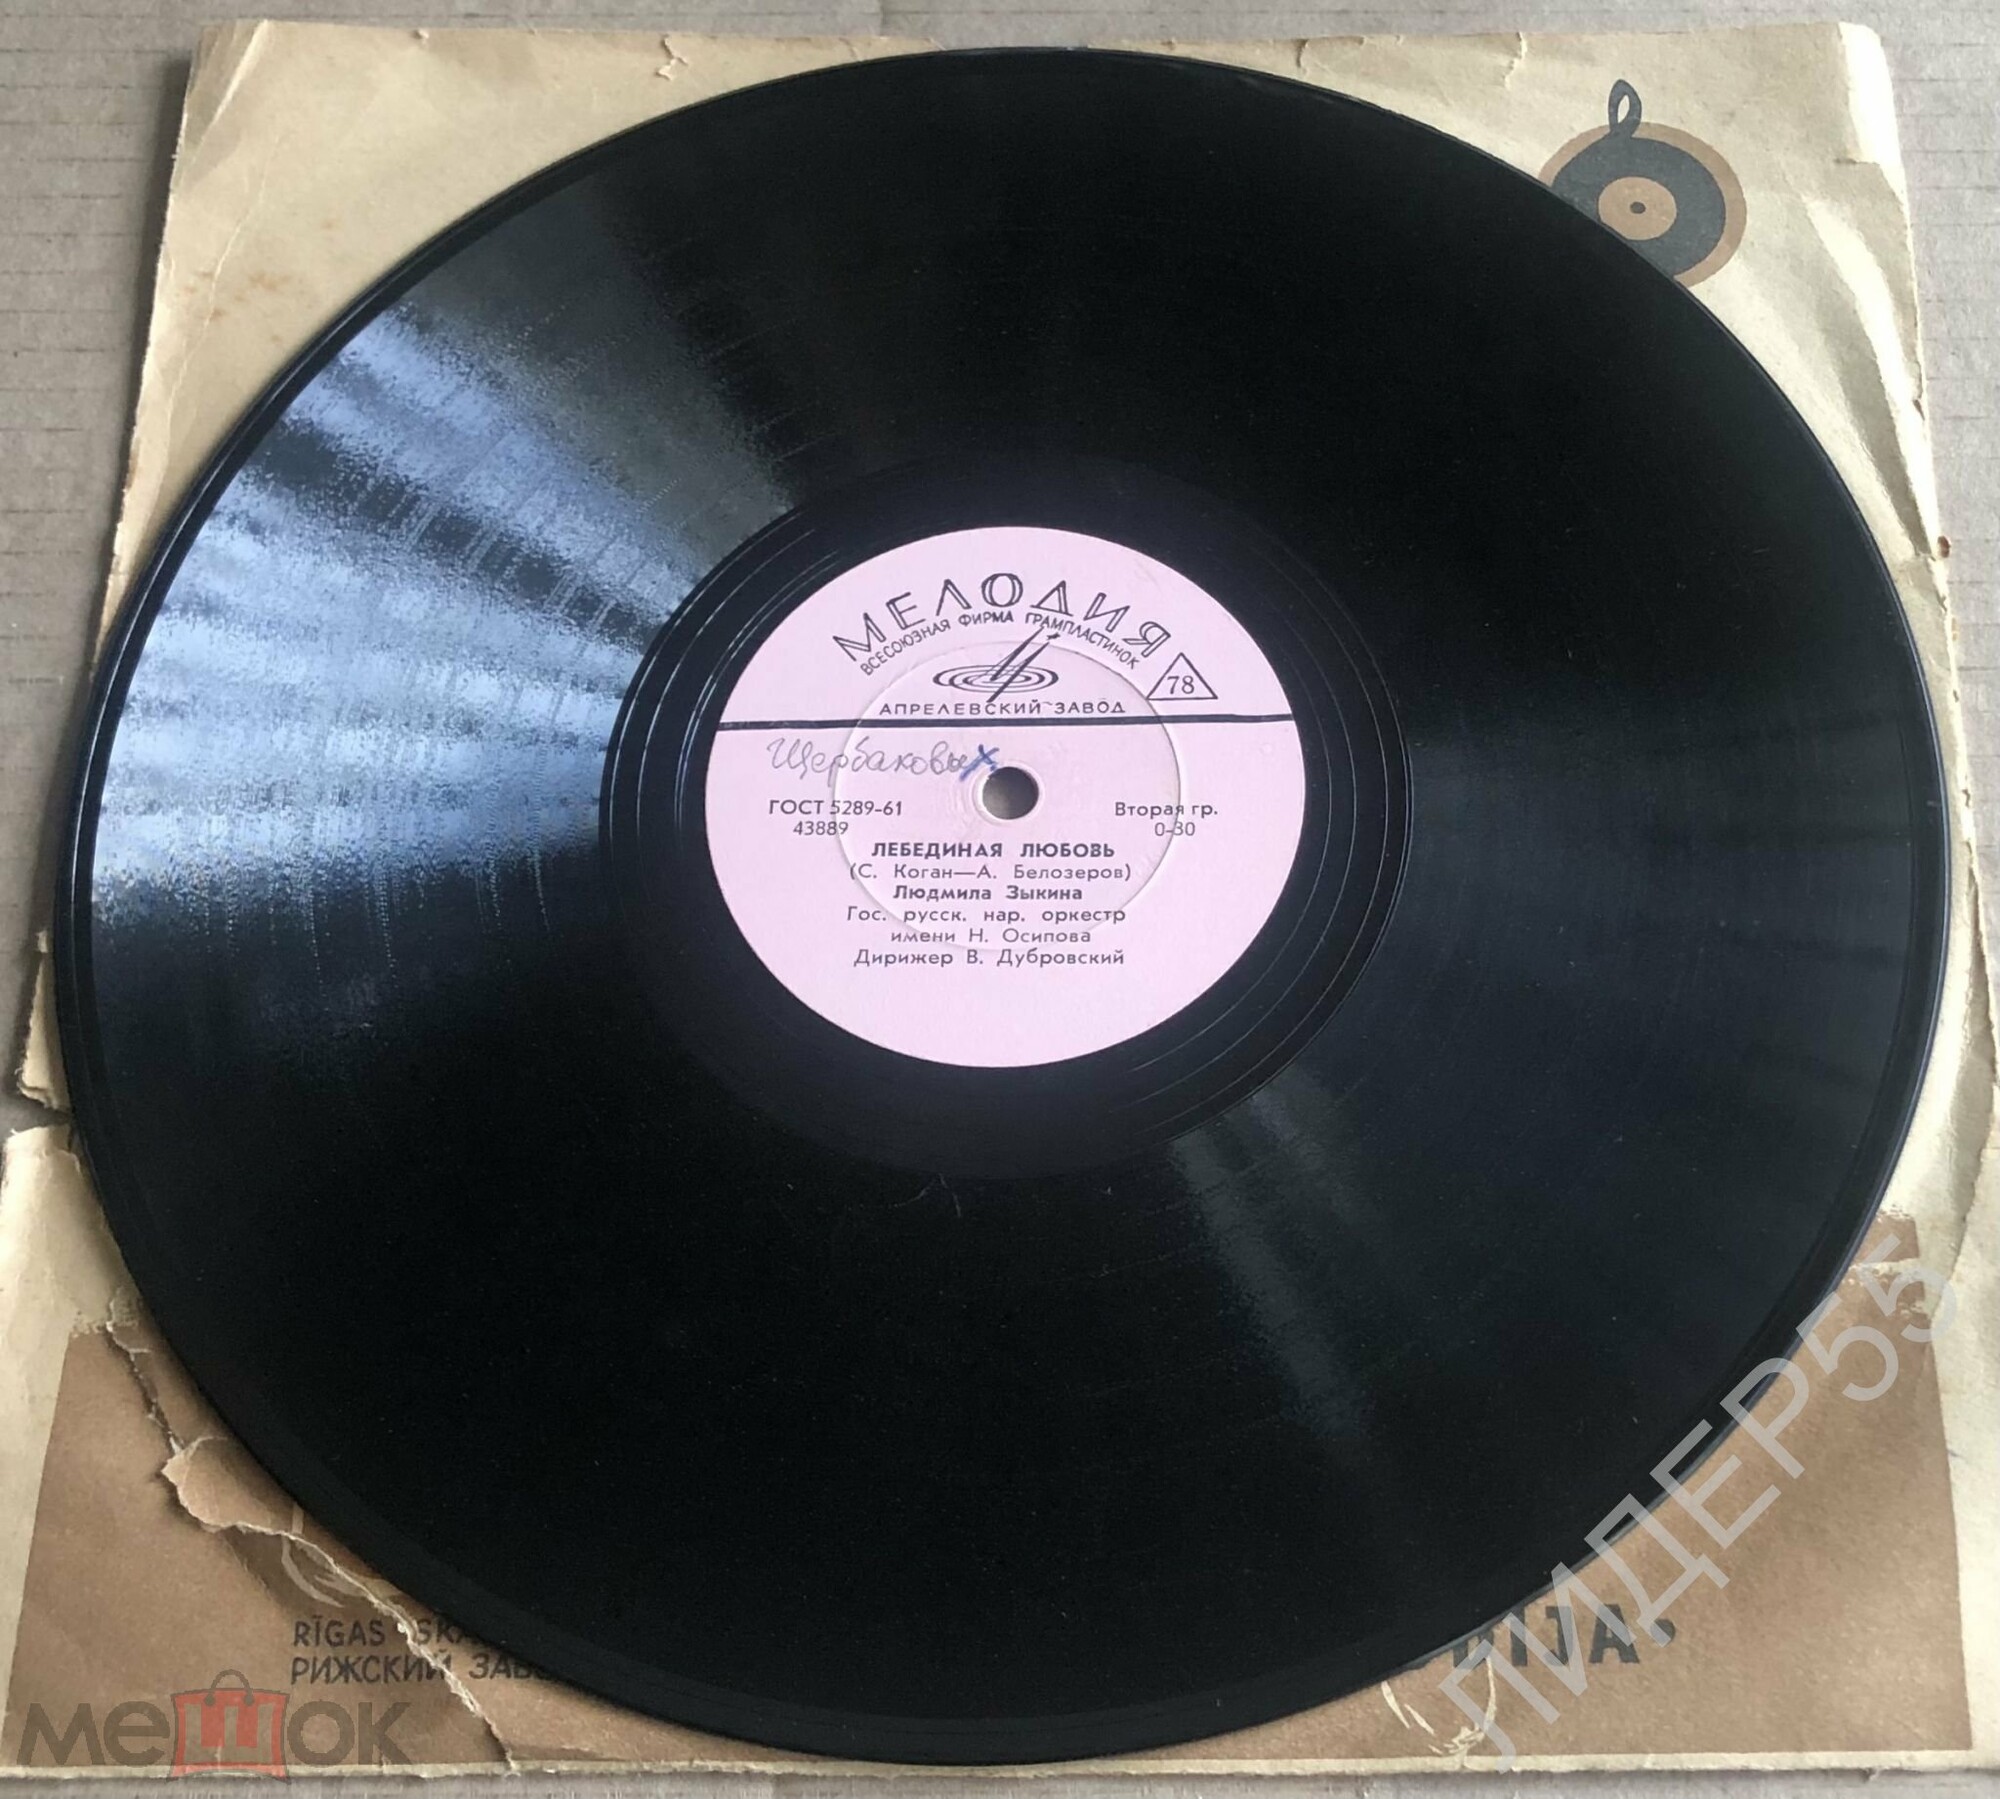 МЕЛОДИЯ
ВСЕСОЮЗНАЯ ФИРМА ГРАМПЛАСТИНОК
78
АПРЕЛЕВСКИЙ ЗАВОД
Щербаковых
ГОСТ 5289-61
Вторая гр.
43889
0-30
ЛЕБЕДИНАЯ ЛЮБОВЬ
(С. Коган—А. Белозеров)
Людмила Зыкина
Гос. русск. нар. оркестр
имени Н. Осипова
Дирижер В. Дубровский
RĪGAS
РИЖСКИЙ
ЛИДЕР55
мешок